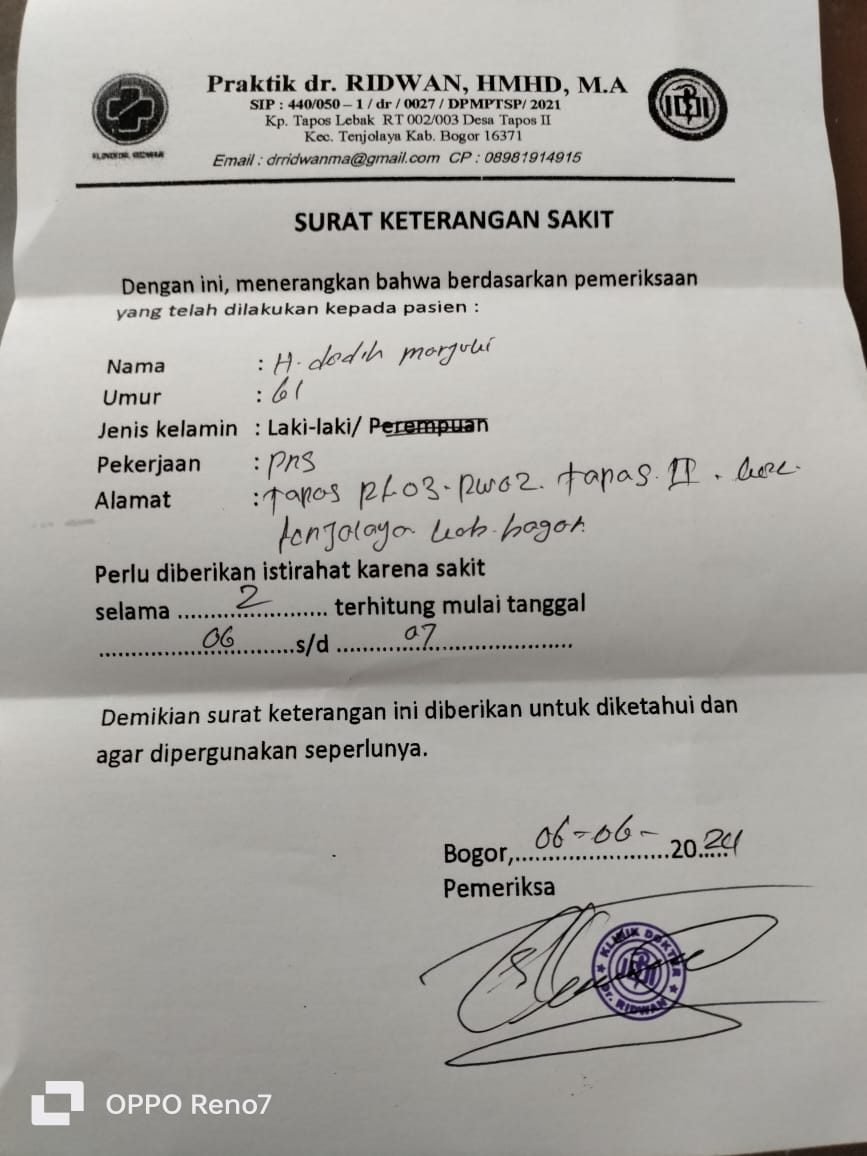 Praktik dr. RIDWAN, HMHD, M.A
SIP : 440/050 – 1 / dr / 0027 / DPMPTSP/ 2021
Kp. Tapos Lebak RT 002/003 Desa Tapos II
Kec. Tenjolaya Kab. Bogor 16371
Email : drridwanma@gmail.com CP : 08981914915
KLINIK DR. RIDWAN
IDI
SURAT KETERANGAN SAKIT
Dengan ini, menerangkan bahwa berdasarkan pemeriksaan
yang telah dilakukan kepada pasien :
Nama : H. dodih
Umur : 61
Jenis kelamin : Laki-laki/ Perempuan
Pekerjaan : pns
Alamat : Tapos Rt 03. Rw 02. tapas. II. kec.
tenjolaya kab. bogor.
Perlu diberikan istirahat karena sakit
selama ......2...... terhitung mulai tanggal
......06......s/d ......07......
Demikian surat keterangan ini diberikan untuk diketahui dan
agar dipergunakan seperlunya.
Bogor,...06-06-...2024
Pemeriksa
KLINIK DOKTER
Dr. RIDWAN
OPPO Reno7